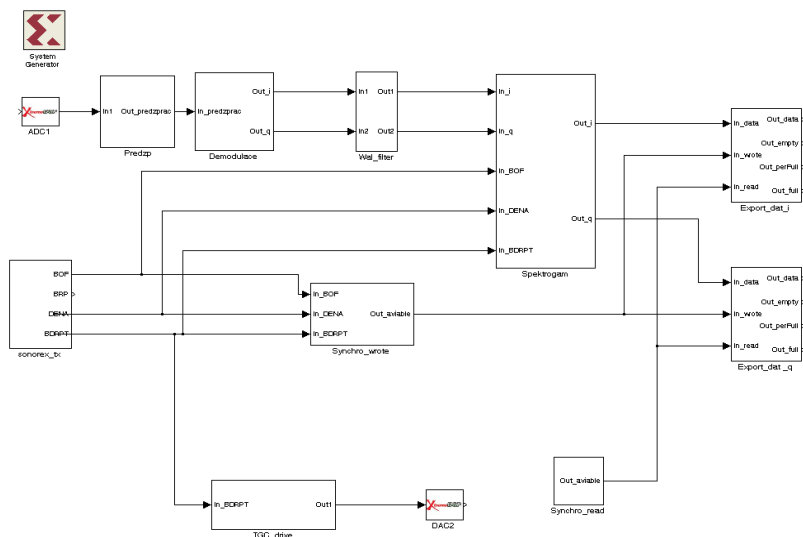 System
Generator
ADC1
In1
Out_predzprac
Predzp
In_predzprac
Out_i
Out_q
Demodulace
In1
In2
Out1
Out2
Wal_filter
In_i
In_q
In_BOF
In_DENA
In_BDRPT
Out_i
Out_q
Spektrogam
In_data
In_wrote
In_read
Out_data
Out_empty
Out_perFull
Out_full
Export_dat_i
In_data
In_wrote
In_read
Out_data
Out_empty
Out_perFull
Out_full
Export_dat _q
BOF
BRP
DENA
BDRPT
sonorex_tx
In_BOF
In_DENA
In_BDRPT
Out_aviable
Synchro_wrote
In_BDRPT
Out1
TGC_drive
DAC2
Out_aviable
Synchro_read